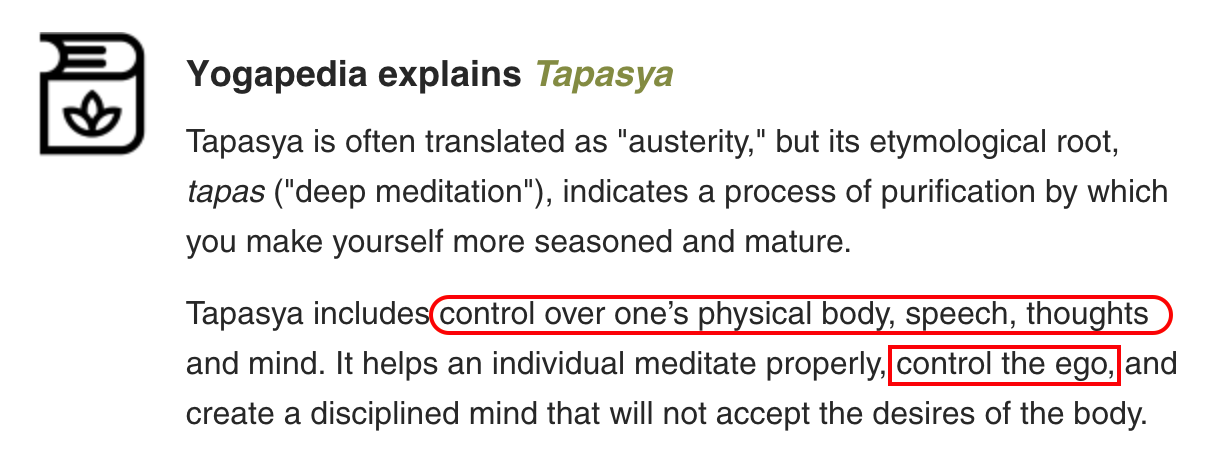 Yogapedia explains Tapasya
Tapasya is often translated as "austerity," but its etymological root,
tapas ("deep meditation"), indicates a process of purification by which
you make yourself more seasoned and mature.
Tapasya includes control over one’s physical body, speech, thoughts
and mind. It helps an individual meditate properly, control the ego, and
create a disciplined mind that will not accept the desires of the body.